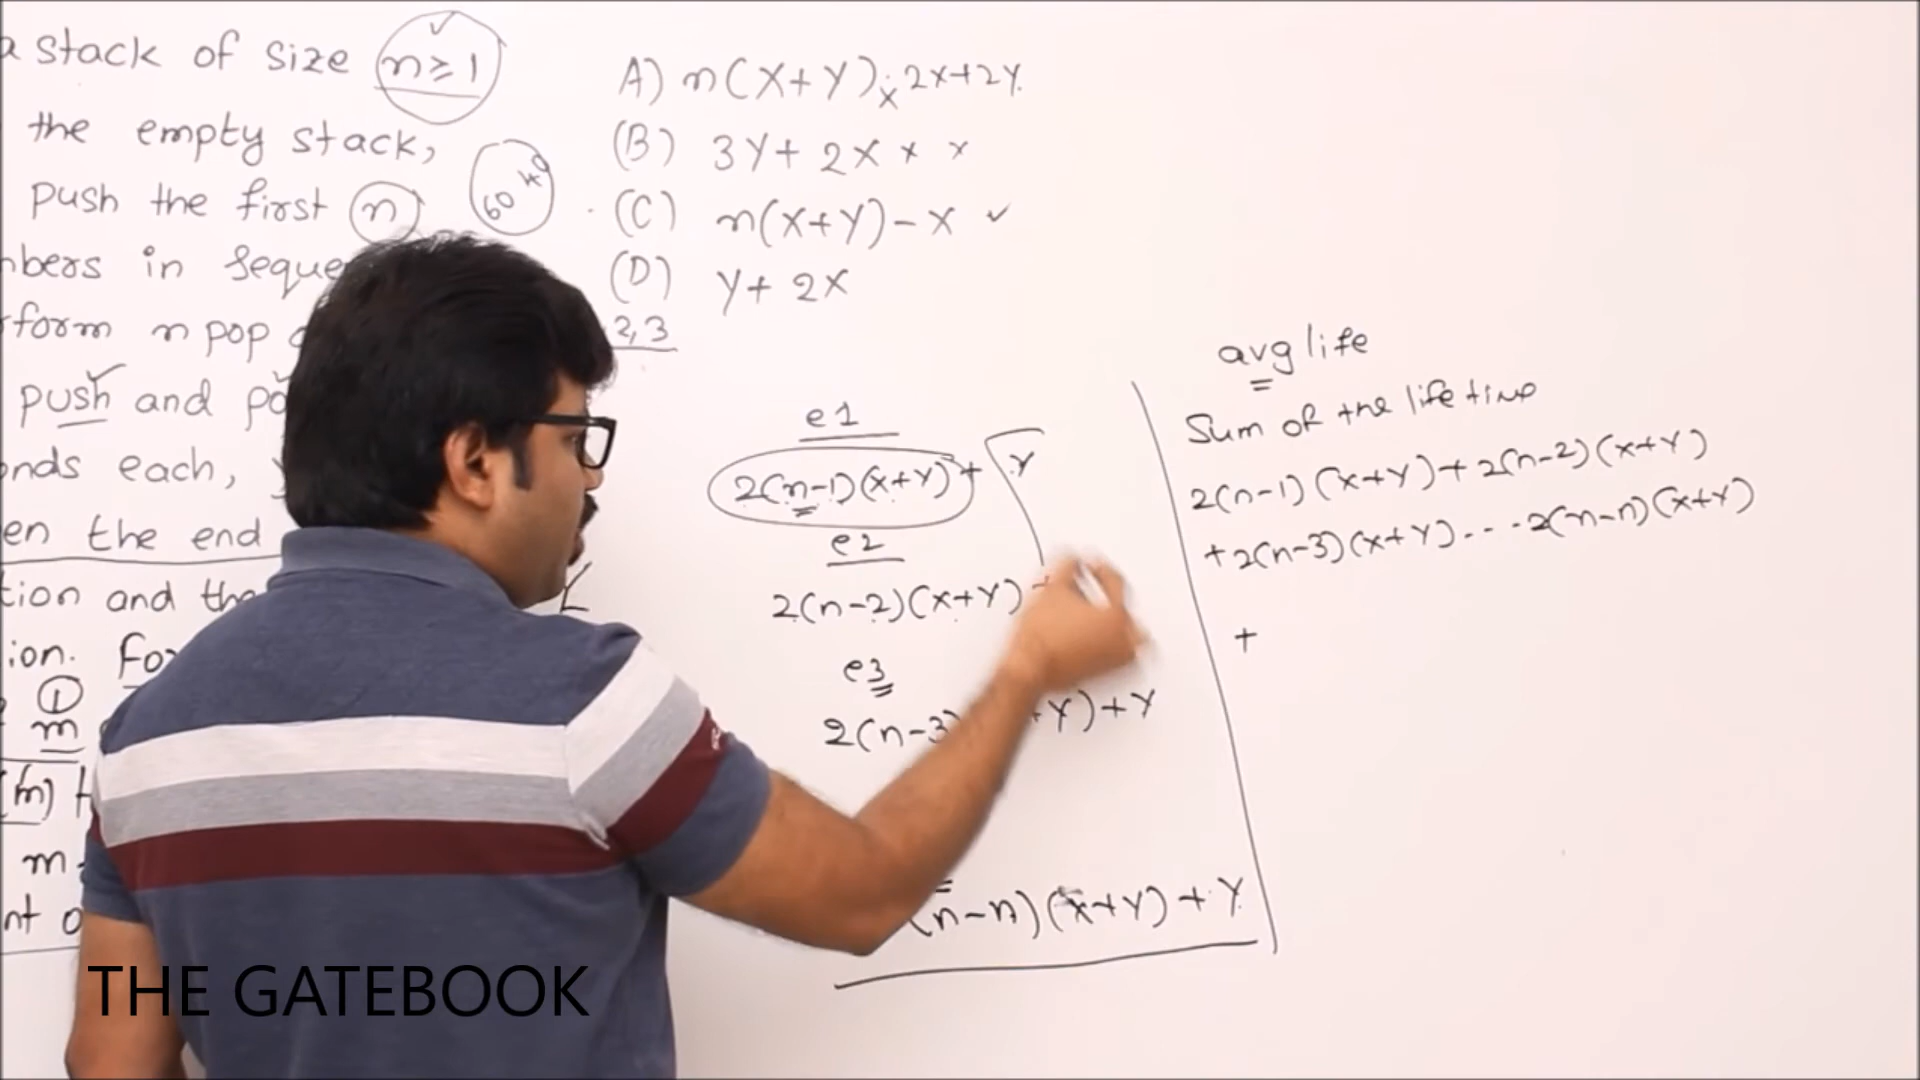 a stack of size n≥1
the empty stack,
push the first n
60 40
bers in seque
form n pop
push and po
onds each,
en the end
tion and the
ion. For
1
m
(m)
m
nt o
A) n(X+Y) x 2X+2Y
(B) 3Y+ 2X x x
(C) n(X+Y)-X ✓
(D) Y+ 2X
2,3
e1
2(n-1)(X+Y)+ Y
e2
2(n-2)(X+Y)
e3
2(n-3) +Y)+Y
(n-n)(X+Y)+Y
avg life
Sum of the life time
2(n-1)(X+Y)+2(n-2)(X+Y)
+2(n-3)(X+Y)...2(n-n)(X+Y)
+
THE GATEBOOK